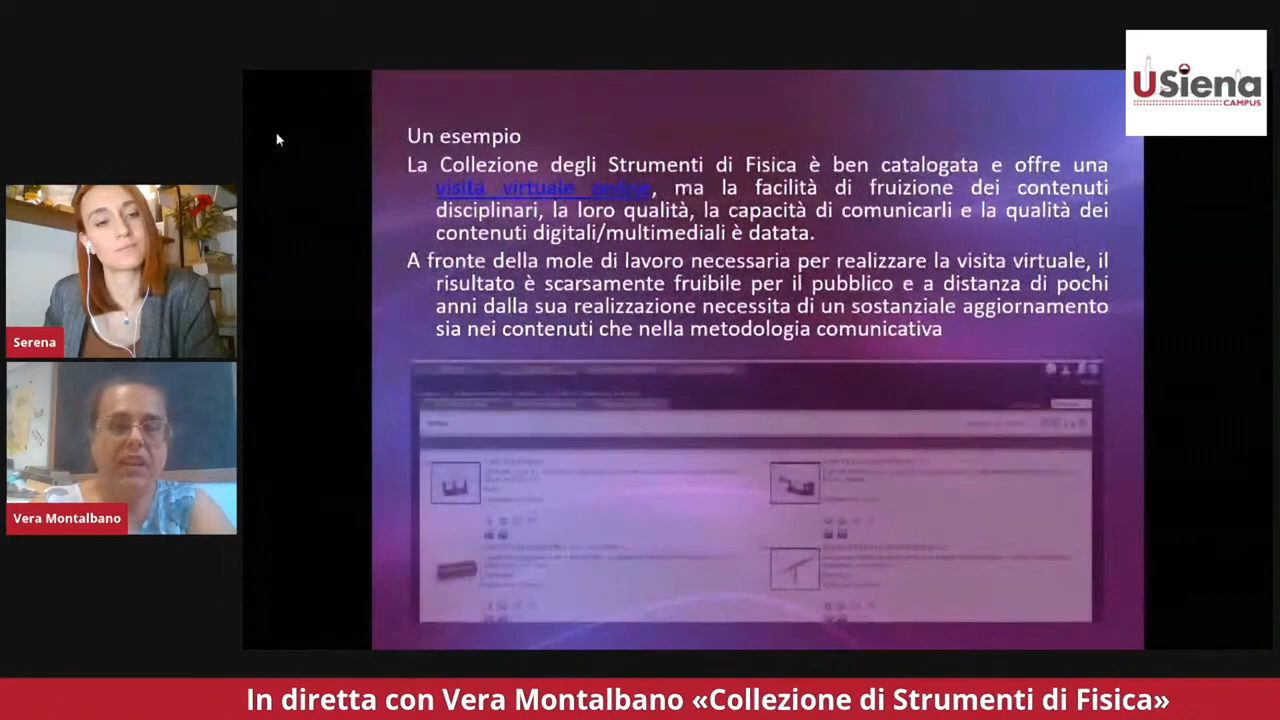 USiena
CAMPUS
Un esempio
La Collezione degli Strumenti di Fisica è ben catalogata e offre una
visita virtuale online, ma la facilità di fruizione dei contenuti
disciplinari, la loro qualità, la capacità di comunicarli e la qualità dei
contenuti digitali/multimediali è datata.
A fronte della mole di lavoro necessaria per realizzare la visita virtuale, il
risultato è scarsamente fruibile per il pubblico e a distanza di pochi
anni dalla sua realizzazione necessita di un sostanziale aggiornamento
sia nei contenuti che nella metodologia comunicativa
Serena
Vera Montalbano
In diretta con Vera Montalbano «Collezione di Strumenti di Fisica»